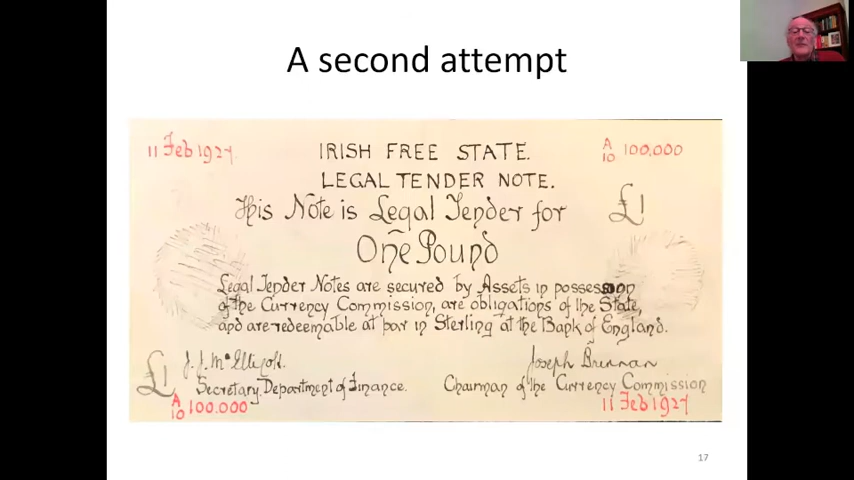 A second attempt
11 Feb 1927
IRISH FREE STATE.
A
10 100,000
LEGAL TENDER NOTE.
This Note is Legal Tender for
£1
One Pound
Legal Tender Notes are secured by Assets in possession
of the Currency Commission, are obligations of the State,
and are redeemable at par in Sterling at the Bank of England.
£1
J. J. McElligott.
Joseph Brennan
Secretary, Department of Finance.
Chairman of the Currency Commission
A
10 100.000
11 Feb 1927
17